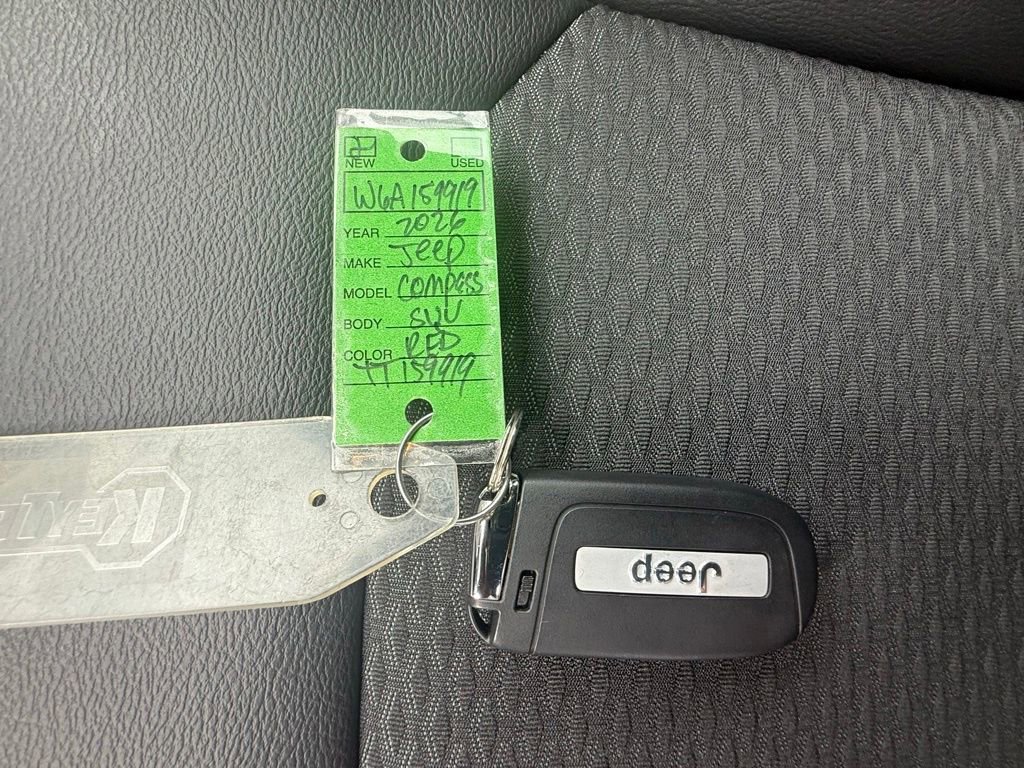 NEW USED
W6A159919
YEAR 2026
MAKE Jeep
MODEL Compass
BODY SUV
COLOR RED
TT159919
Jeep